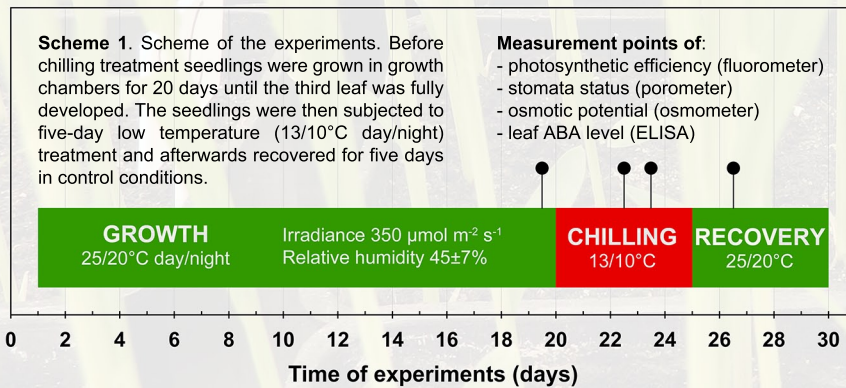 Scheme 1. Scheme of the experiments. Before
chilling treatment seedlings were grown in growth
chambers for 20 days until the third leaf was fully
developed. The seedlings were then subjected to
five-day low temperature (13/10°C day/night)
treatment and afterwards recovered for five days
in control conditions.
Measurement points of:
- photosynthetic efficiency (fluorometer)
- stomata status (porometer)
- osmotic potential (osmometer)
- leaf ABA level (ELISA)
GROWTH
25/20°C day/night
Irradiance 350 µmol m⁻² s⁻¹
Relative humidity 45±7%
CHILLING
13/10°C
RECOVERY
25/20°C
0 2 4 6 8 10 12 14 16 18 20 22 24 26 28 30
Time of experiments (days)